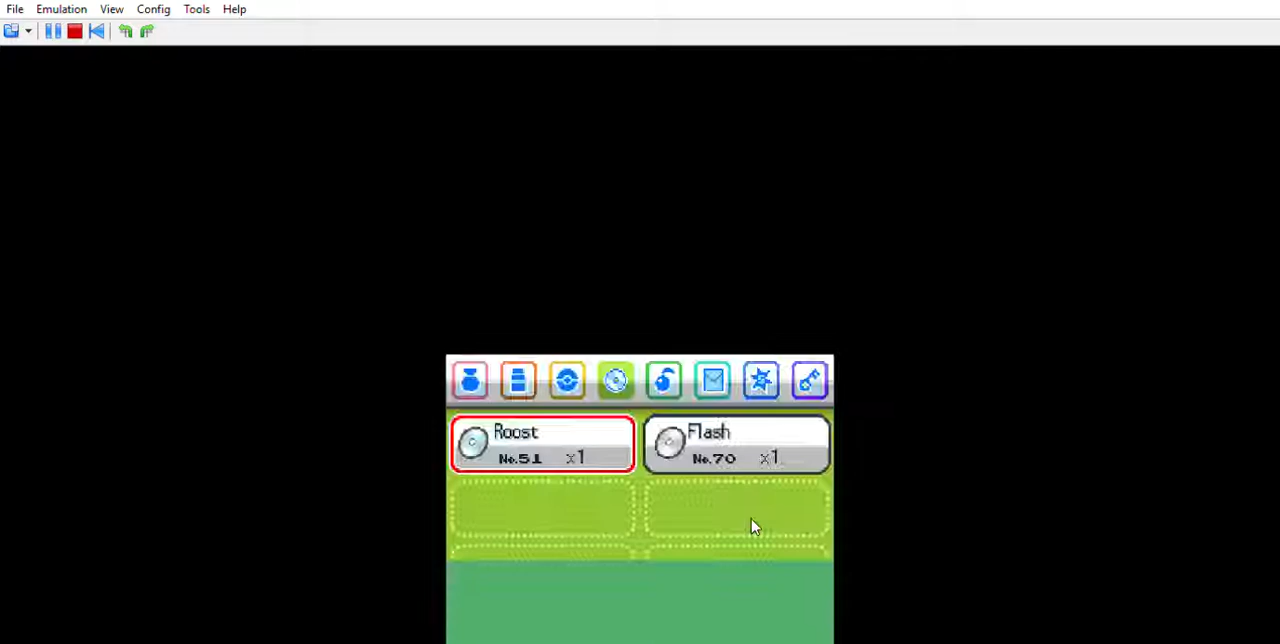 File Emulation View Config Tools Help
Roost
No.51 x1
Flash
No.70 x1